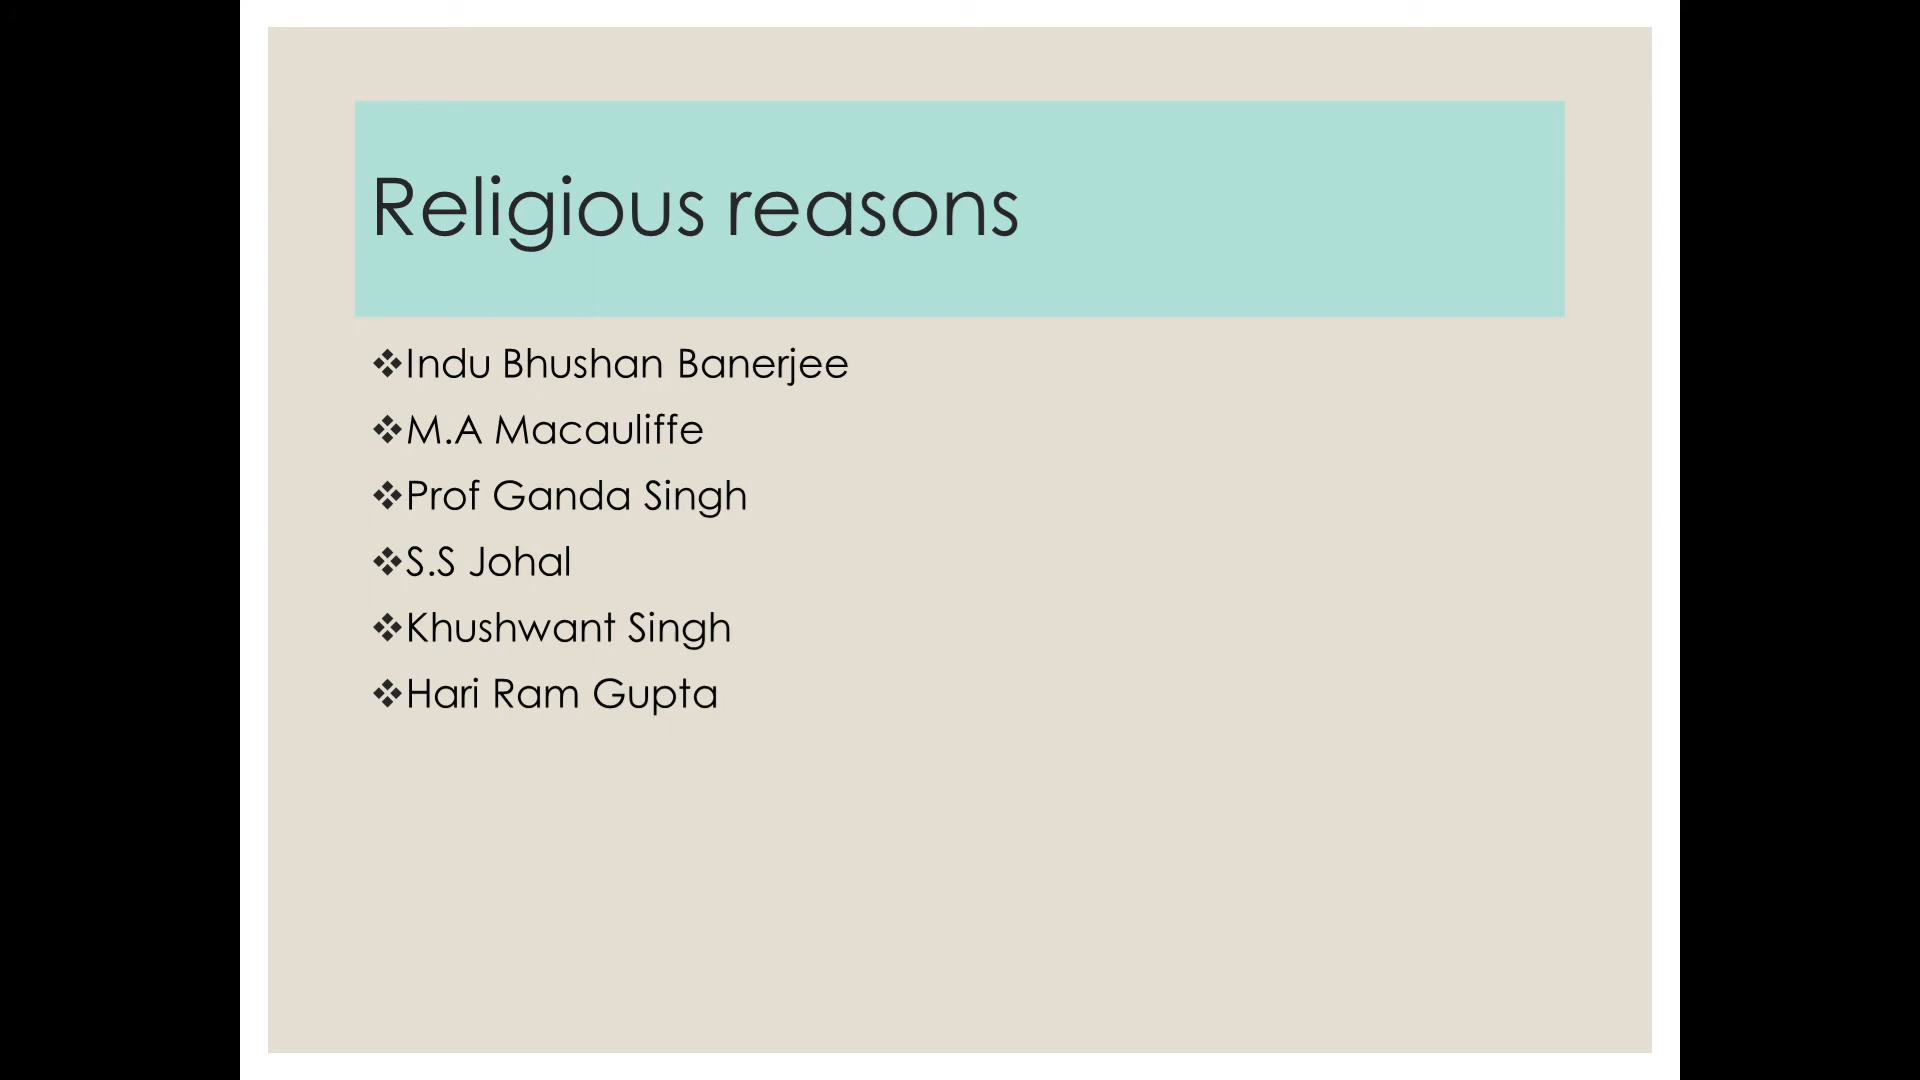 Religious reasons
❖Indu Bhushan Banerjee
❖M.A Macauliffe
❖Prof Ganda Singh
❖S.S Johal
❖Khushwant Singh
❖Hari Ram Gupta